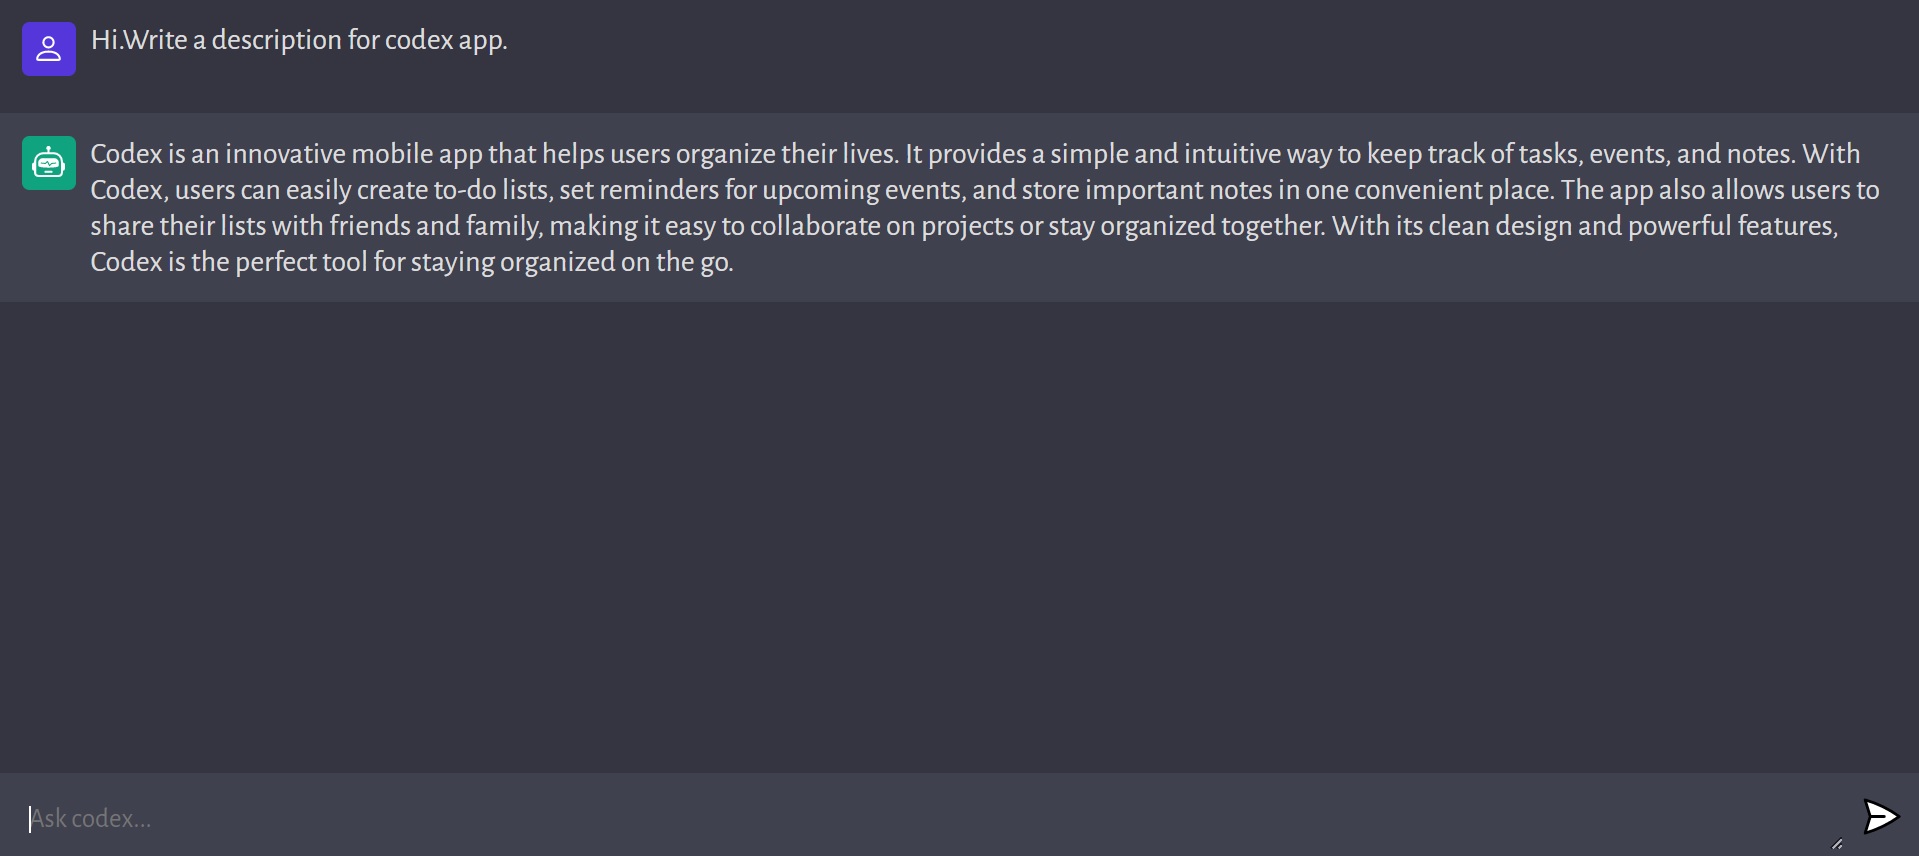 Hi.Write a description for codex app.
Codex is an innovative mobile app that helps users organize their lives. It provides a simple and intuitive way to keep track of tasks, events, and notes. With
Codex, users can easily create to-do lists, set reminders for upcoming events, and store important notes in one convenient place. The app also allows users to
share their lists with friends and family, making it easy to collaborate on projects or stay organized together. With its clean design and powerful features,
Codex is the perfect tool for staying organized on the go.
Ask codex...